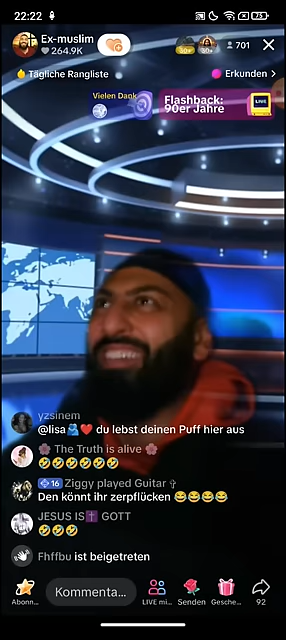 22:22
75
Ex-muslim
264.9K
50+
50+
701
Tägliche Rangliste
Erkunden >
Vielen Dank
Flashback:
90er Jahre
LIVE
yzsinem
@lisa🫂❤️ du lebst deinen Puff hier aus
🌸 The Truth is alive 🌸
🤣🤣🤣🤣🤣🤣
16 Ziggy played Guitar ✞
Den könnt ihr zerpflücken 😂😂😂😂
JESUS IS✝️ GOTT
🤣🤣🤣
Fhffbu ist beigetreten
Kommenta...
Abonn...
LIVE mi...
Senden
Gesche...
92